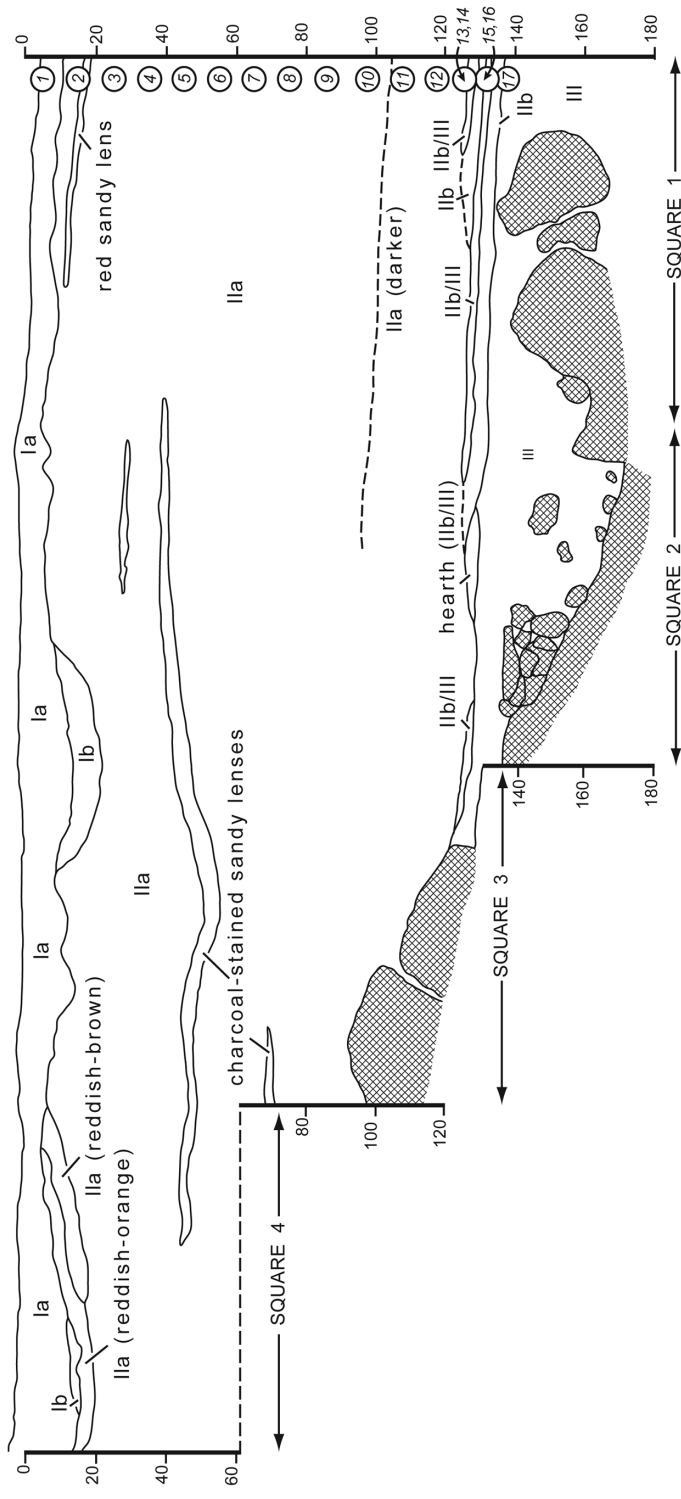 0
20
40
60
80
100
120
140
160
180
1
2
3
4
5
6
7
8
9
10
11
12
13,14
15,16
17
red sandy lens
Ia
IIa
IIa (darker)
IIb
IIb/III
IIb/III
IIb
III
III
hearth (IIb/III)
IIb/III
Ia
Ib
IIa
Ia
charcoal-stained sandy lenses
IIa (reddish-brown)
IIa (reddish-orange)
Ia
Ib
SQUARE 1
SQUARE 2
SQUARE 3
SQUARE 4
140
160
180
80
100
120
0
20
40
60